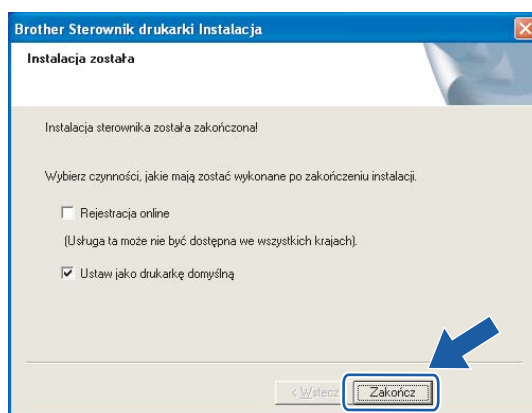 Brother Sterownik drukarki Instalacja
Instalacja została
Instalacja sterownika została zakończona!
Wybierz czynności, jakie mają zostać wykonane po zakończeniu instalacji.
Rejestracja online
(Usługa ta może nie być dostępna we wszystkich krajach).
Ustaw jako drukarkę domyślną
< Wstecz Zakończ